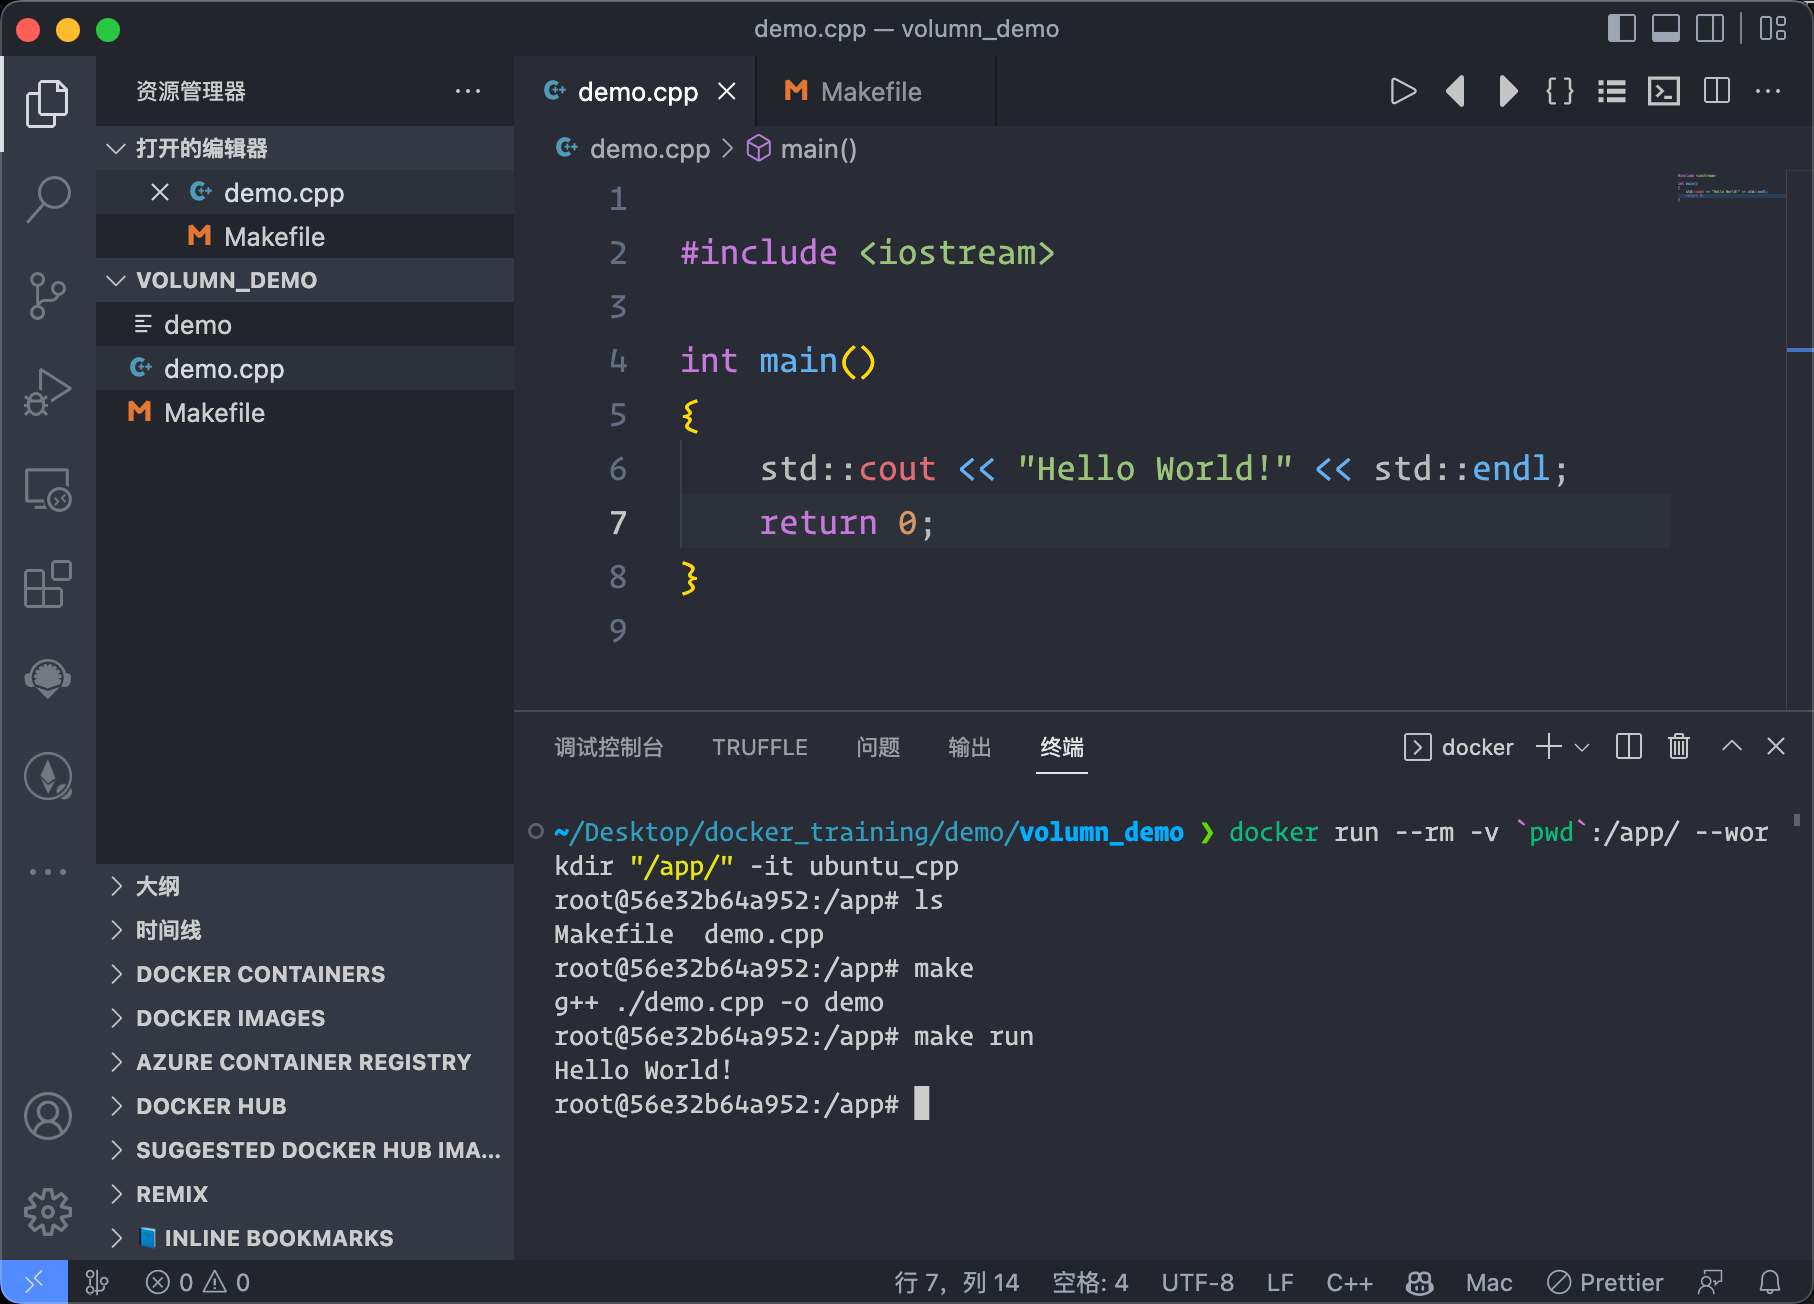 demo.cpp — volumn_demo
资源管理器
打开的编辑器
demo.cpp
Makefile
VOLUMN_DEMO
demo
demo.cpp
Makefile
大纲
时间线
DOCKER CONTAINERS
DOCKER IMAGES
AZURE CONTAINER REGISTRY
DOCKER HUB
SUGGESTED DOCKER HUB IMA...
REMIX
INLINE BOOKMARKS
demo.cpp
Makefile
demo.cpp > main()
1
2 #include <iostream>
3
4 int main()
5 {
6 std::cout << "Hello World!" << std::endl;
7 return 0;
8 }
9
调试控制台 TRUFFLE 问题 输出 终端 docker
~/Desktop/docker_training/demo/volumn_demo ❯ docker run --rm -v `pwd`:/app/ --wor
kdir "/app/" -it ubuntu_cpp
root@56e32b64a952:/app# ls
Makefile  demo.cpp
root@56e32b64a952:/app# make
g++ ./demo.cpp -o demo
root@56e32b64a952:/app# make run
Hello World!
root@56e32b64a952:/app#
0 0 行 7，列 14 空格: 4 UTF-8 LF C++ Mac Prettier